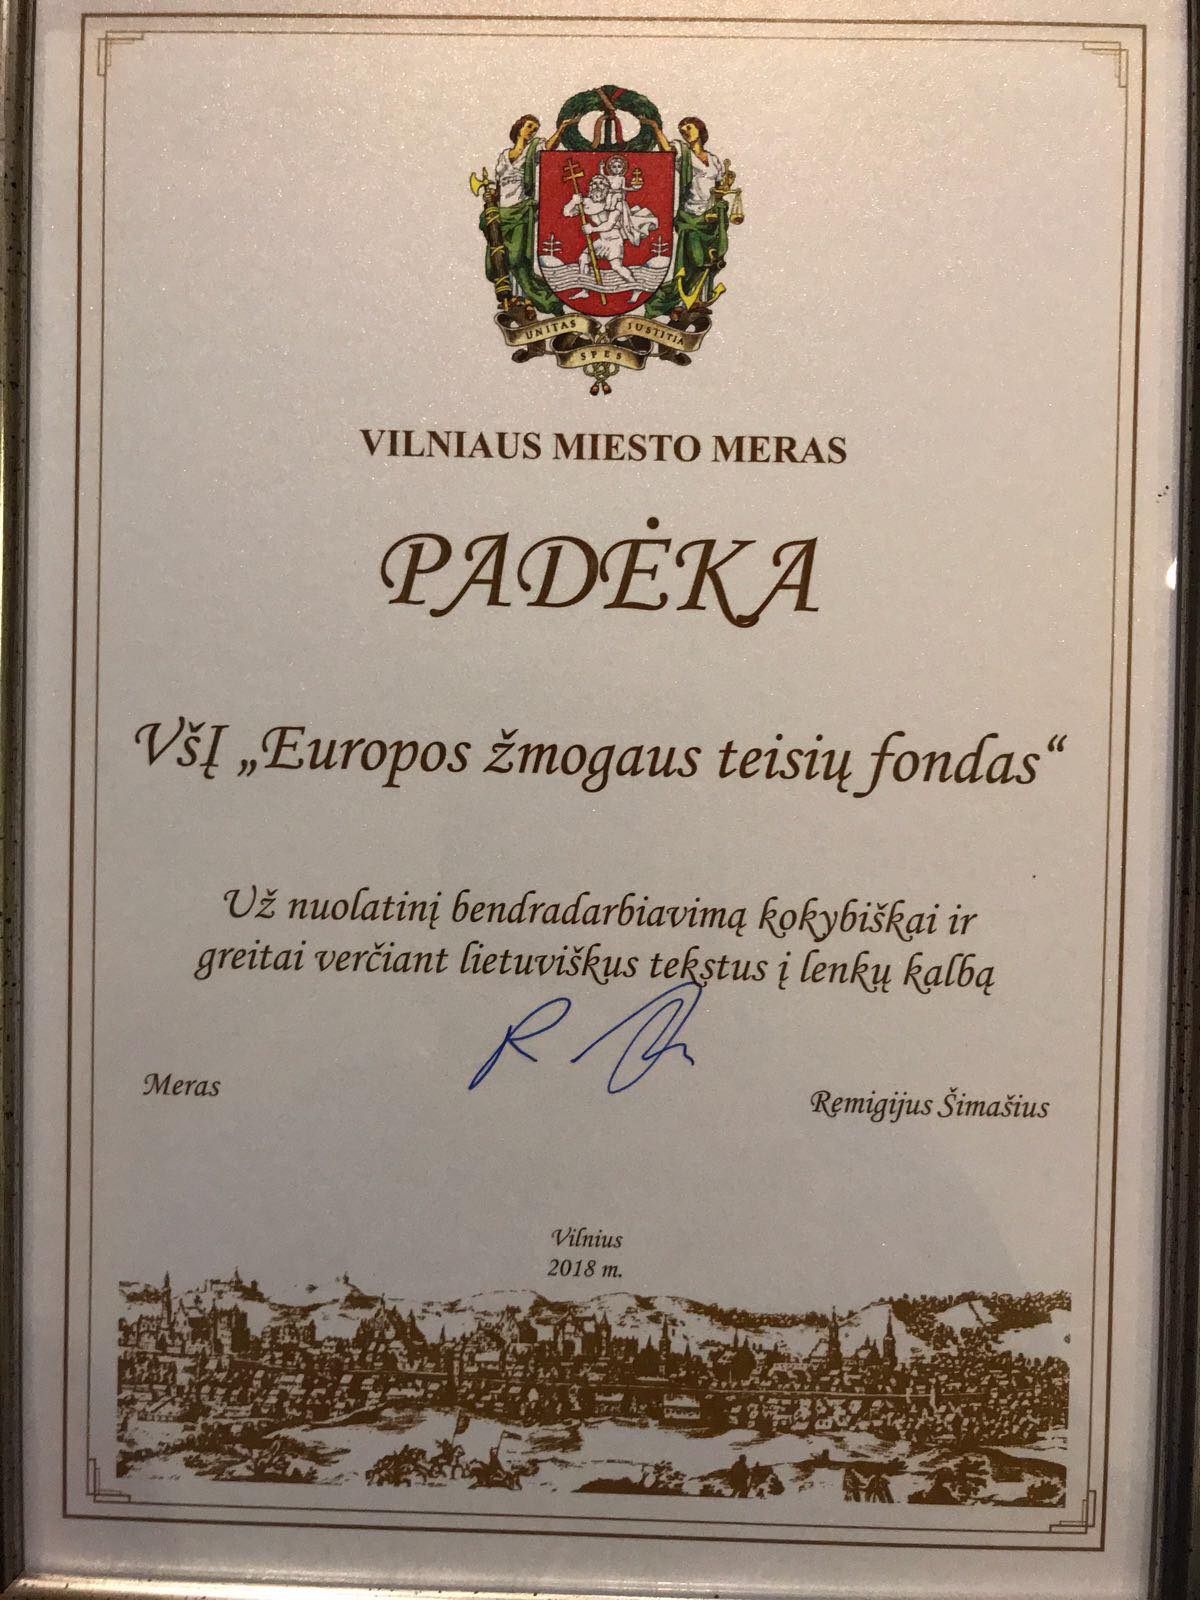 UNITAS JUSTITIA
SPES
VILNIAUS MIESTO MERAS
PADĖKA
VšĮ „Europos žmogaus teisių fondas“
Už nuolatinį bendradarbiavimą kokybiškai ir
greitai verčiant lietuviškus tekstus į lenkų kalbą
Meras
Remigijus Šimašius
Vilnius
2018 m.